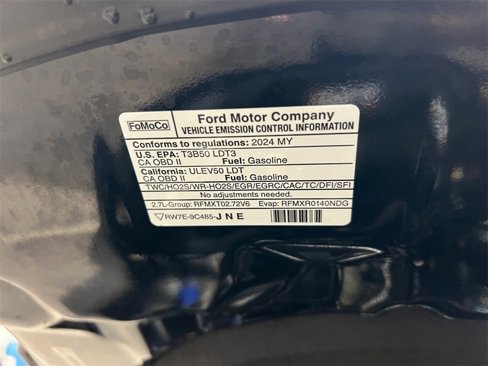 FoMoCo
Ford Motor Company
VEHICLE EMISSION CONTROL INFORMATION
Conforms to regulations: 2024 MY
U.S. EPA: T3B50 LDT3
CA OBD II Fuel: Gasoline
California: ULEV50 LDT
CA OBD II Fuel: Gasoline
TWC/HO2S/WR-HO2S/EGR/EGRC/CAC/TC/DFI/SFI
No adjustments needed.
2.7L-Group: RFMXT02.72V6 Evap: RFMXR0140NDG
RW7E-9C485-JNE